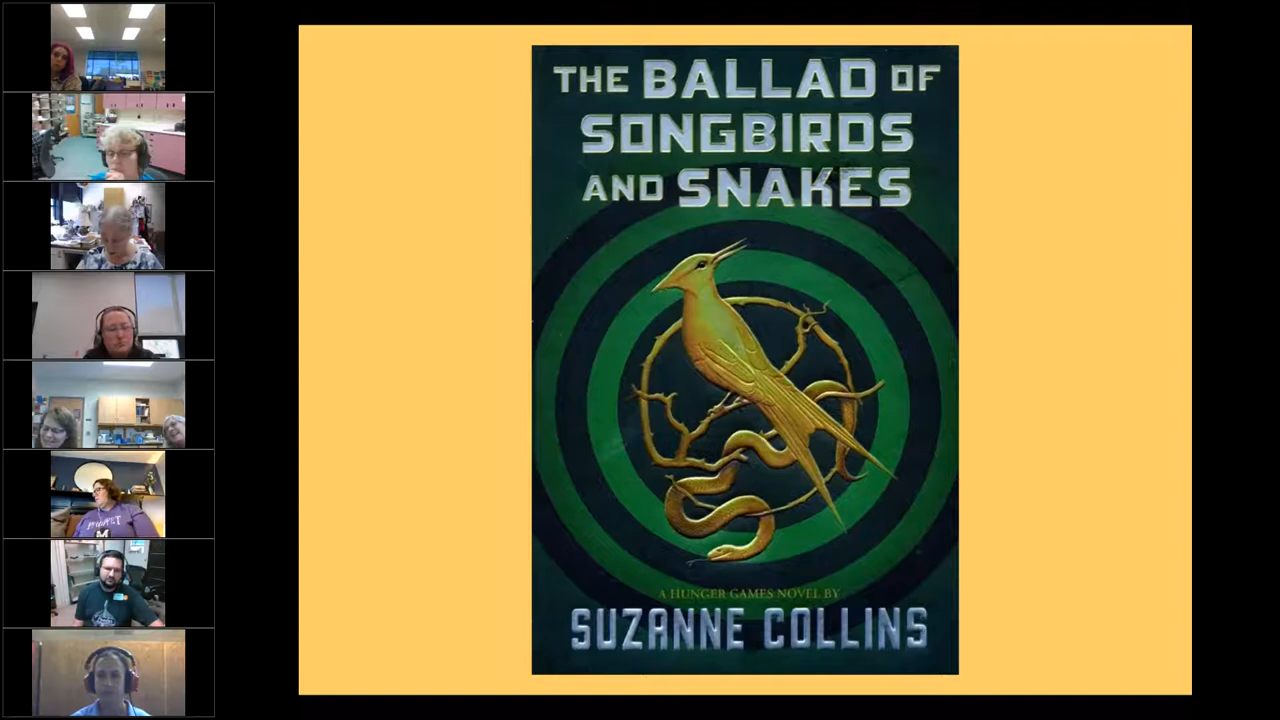 THE BALLAD OF
SONGBIRDS
AND SNAKES
A HUNGER GAMES NOVEL BY
SUZANNE COLLINS